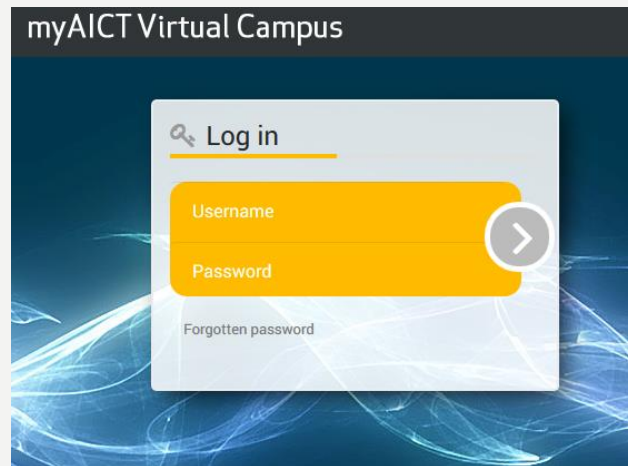 myAICT Virtual Campus
Log in
Username
Password
Forgotten password